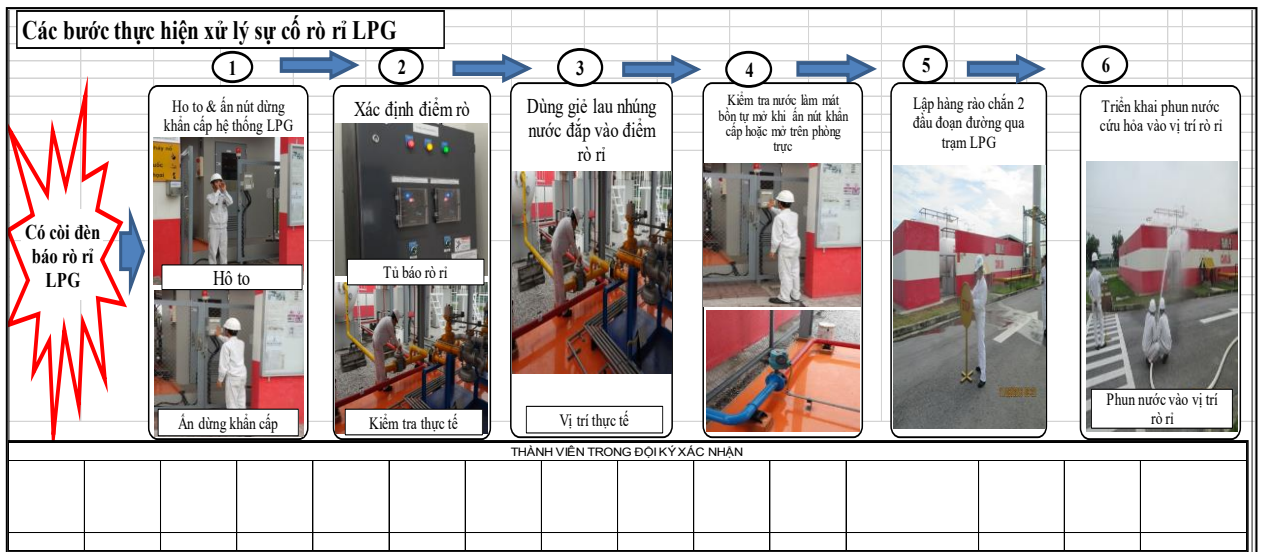 Các bước thực hiện xử lý sự cố rò rỉ LPG
Có còi đèn
báo rò rỉ
LPG
1
Ho to & ấn nút dừng
khẩn cấp hệ thống LPG
Hô to
Ấn dừng khẩn cấp
2
Xác định điểm rò
Tủ báo rò rỉ
Kiểm tra thực tế
3
Dùng giẻ lau nhúng
nước đắp vào điểm
rò rỉ
Vị trí thực tế
4
Kiểm tra nước làm mát
bồn tự mở khi ấn nút khẩn
cấp hoặc mở trên phòng
trực
5
Lập hàng rào chắn 2
đầu đoạn đường qua
trạm LPG
6
Triển khai phun nước
cứu hỏa vào vị trí rò rỉ
Phun nước vào vị trí
rò rỉ
THÀNH VIÊN TRONG ĐỘI KÝ XÁC NHẬN